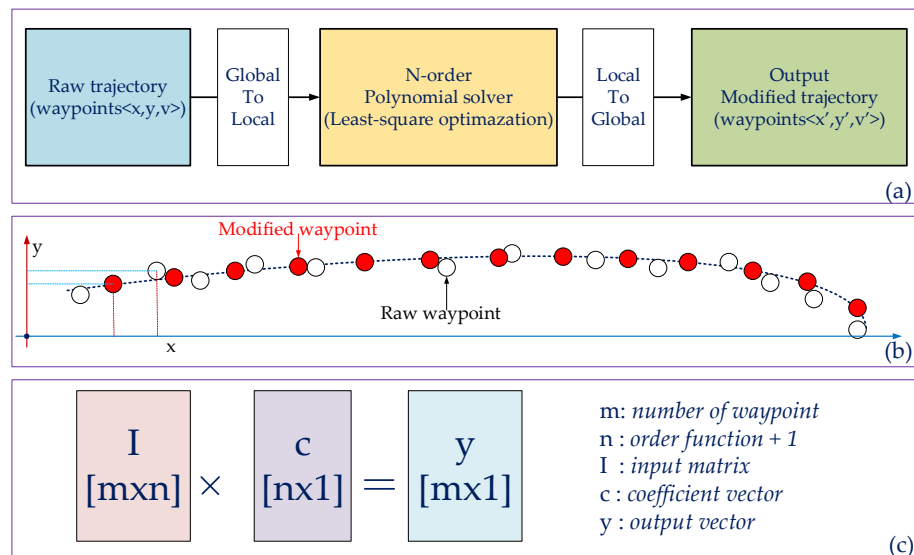 Raw trajectory
(waypoints<x,y,v>)
Global
To
Local
N-order
Polynomial solver
(Least-square optimazation)
Local
To
Global
Output
Modified trajectory
(waypoints<x',y',v'>)
(a)
y
Modified waypoint
Raw waypoint
x
(b)
I
[mxn]
×
c
[nx1]
=
y
[mx1]
m: number of waypoint
n : order function + 1
I : input matrix
c : coefficient vector
y : output vector
(c)